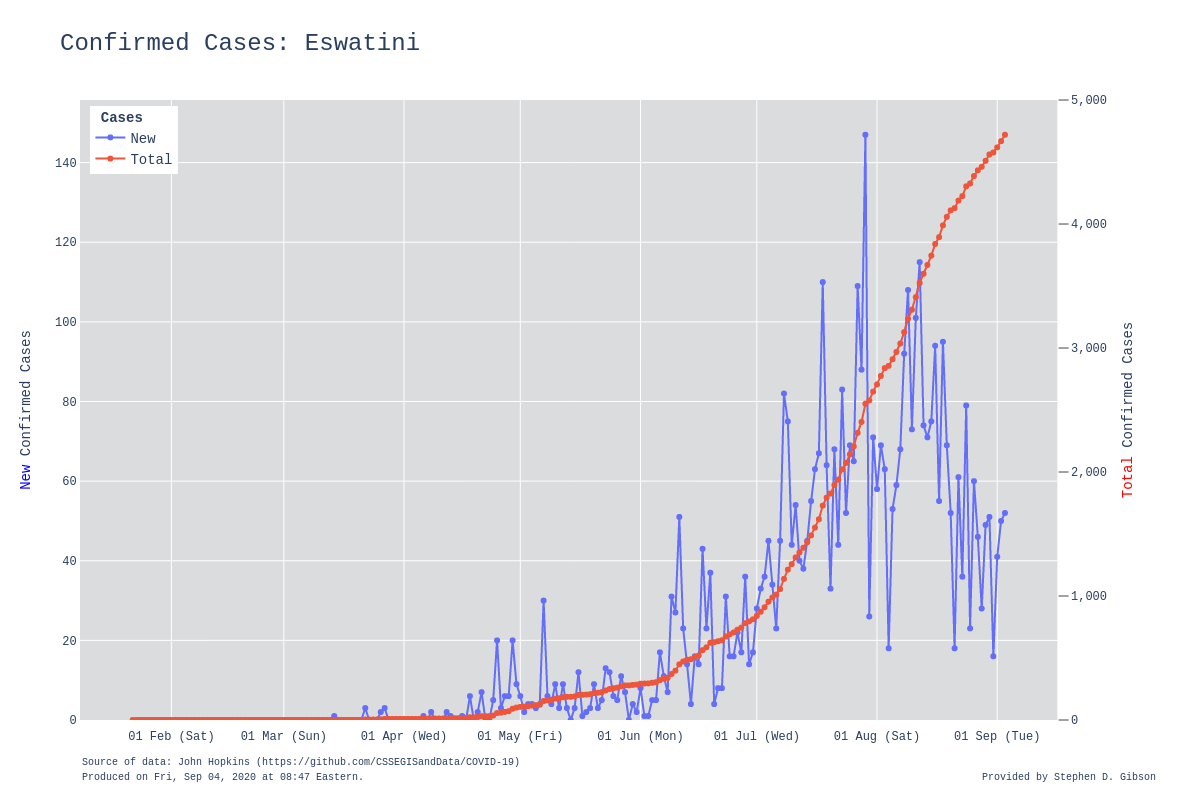 Confirmed Cases: Eswatini
Cases
New
Total
140
120
100
80
60
40
20
0
5,000
4,000
3,000
2,000
1,000
0
New Confirmed Cases
Total Confirmed Cases
01 Feb (Sat)
01 Mar (Sun)
01 Apr (Wed)
01 May (Fri)
01 Jun (Mon)
01 Jul (Wed)
01 Aug (Sat)
01 Sep (Tue)
Source of data: John Hopkins (https://github.com/CSSEGISandData/COVID-19)
Produced on Fri, Sep 04, 2020 at 08:47 Eastern.
Provided by Stephen D. Gibson